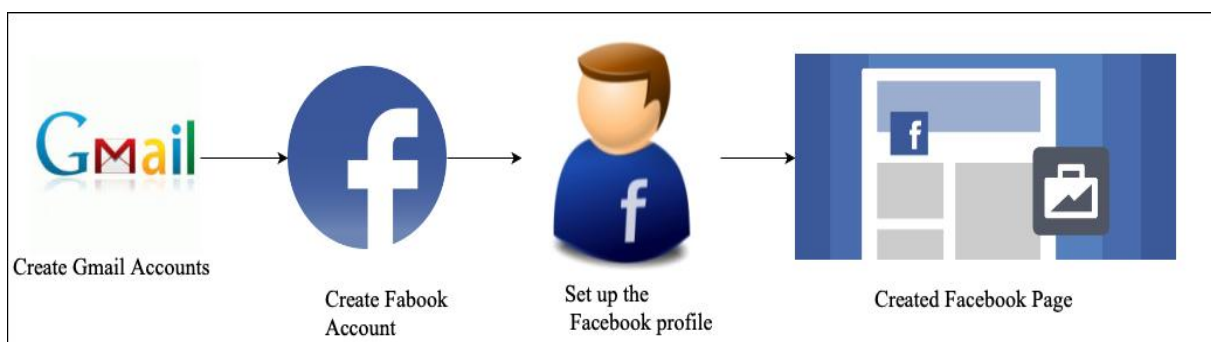 Gmail
Create Gmail Accounts
f
Create Fabook
Account
f
Set up the
Facebook profile
f
Created Facebook Page